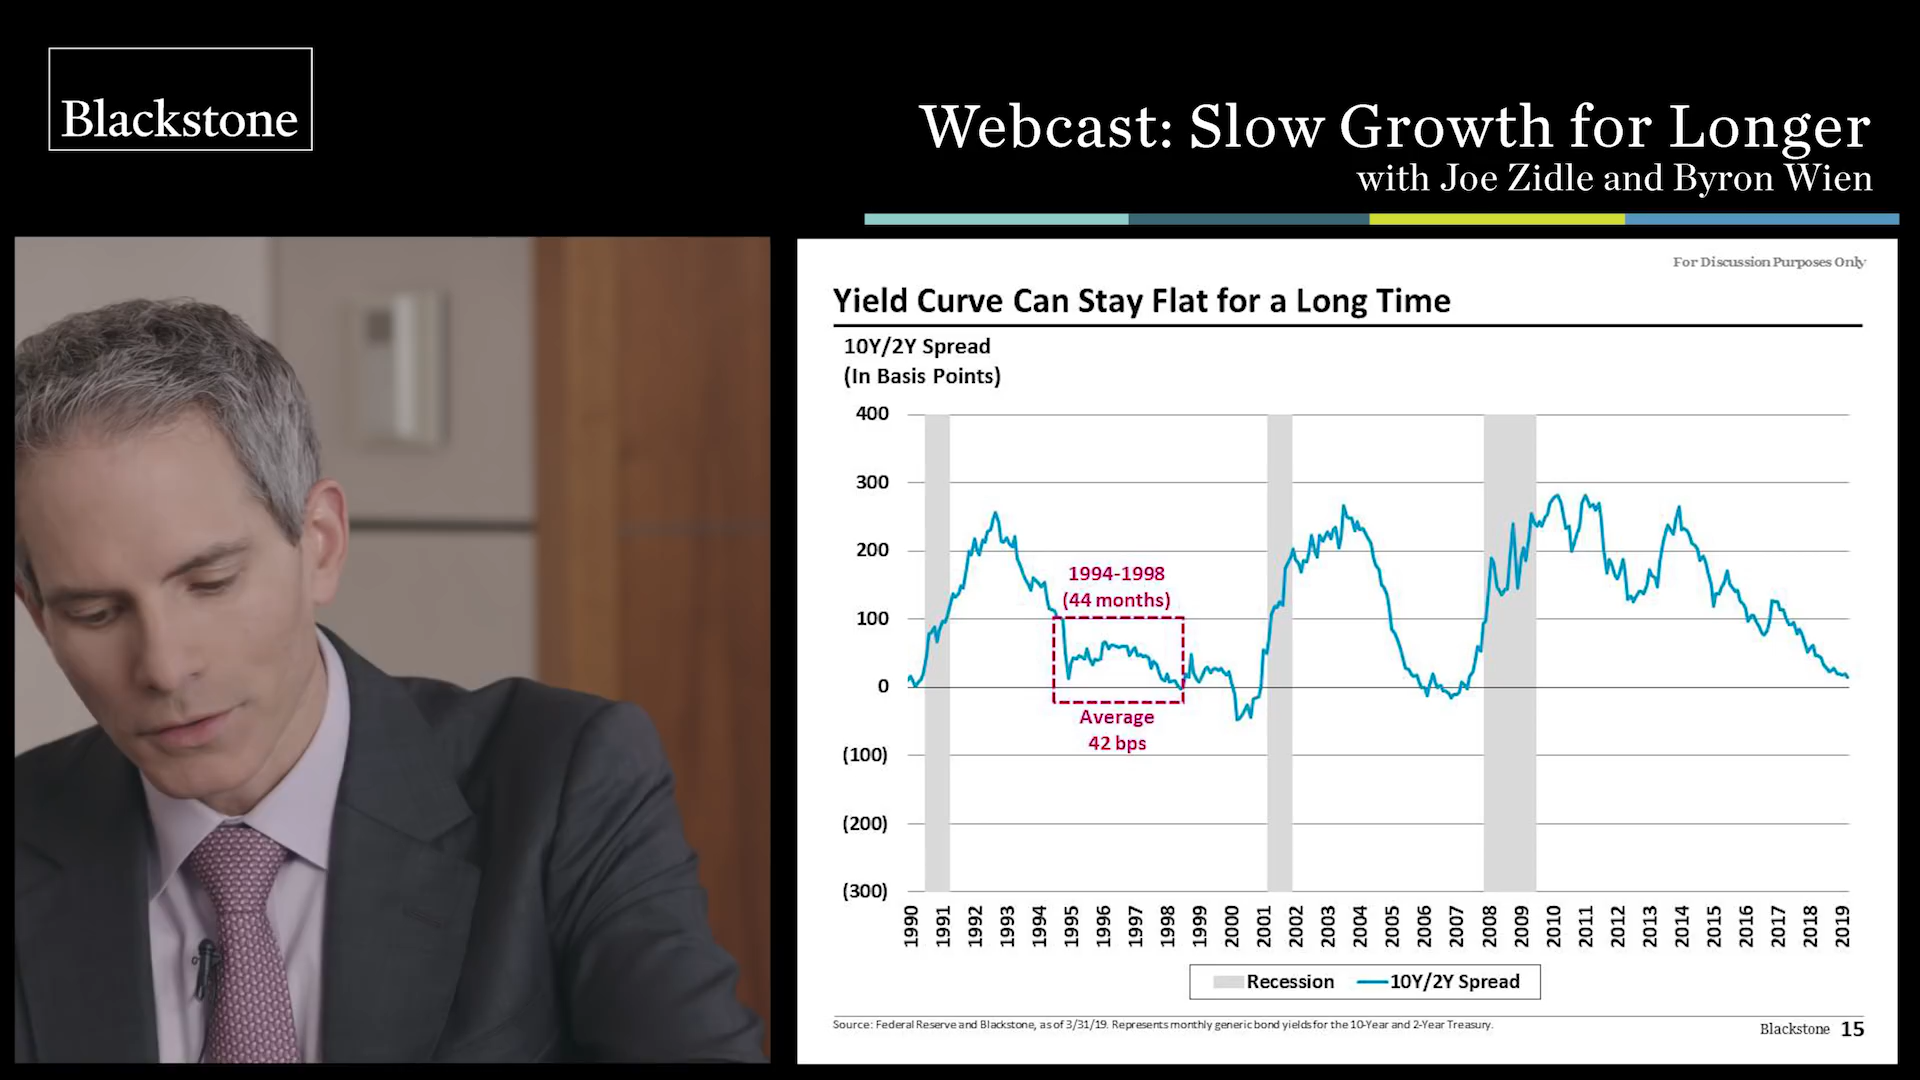 Blackstone
Webcast: Slow Growth for Longer
with Joe Zidle and Byron Wien
For Discussion Purposes Only
Yield Curve Can Stay Flat for a Long Time
10Y/2Y Spread
(In Basis Points)
400
300
200
100
0
(100)
(200)
(300)
1994-1998
(44 months)
Average
42 bps
1990 1991 1992 1993 1994 1995 1996 1997 1998 1999 2000 2001 2002 2003 2004 2005 2006 2007 2008 2009 2010 2011 2012 2013 2014 2015 2016 2017 2018 2019
Recession 10Y/2Y Spread
Source: Federal Reserve and Blackstone, as of 3/31/19. Represents monthly generic bond yields for the 10-Year and 2-Year Treasury.
Blackstone 15